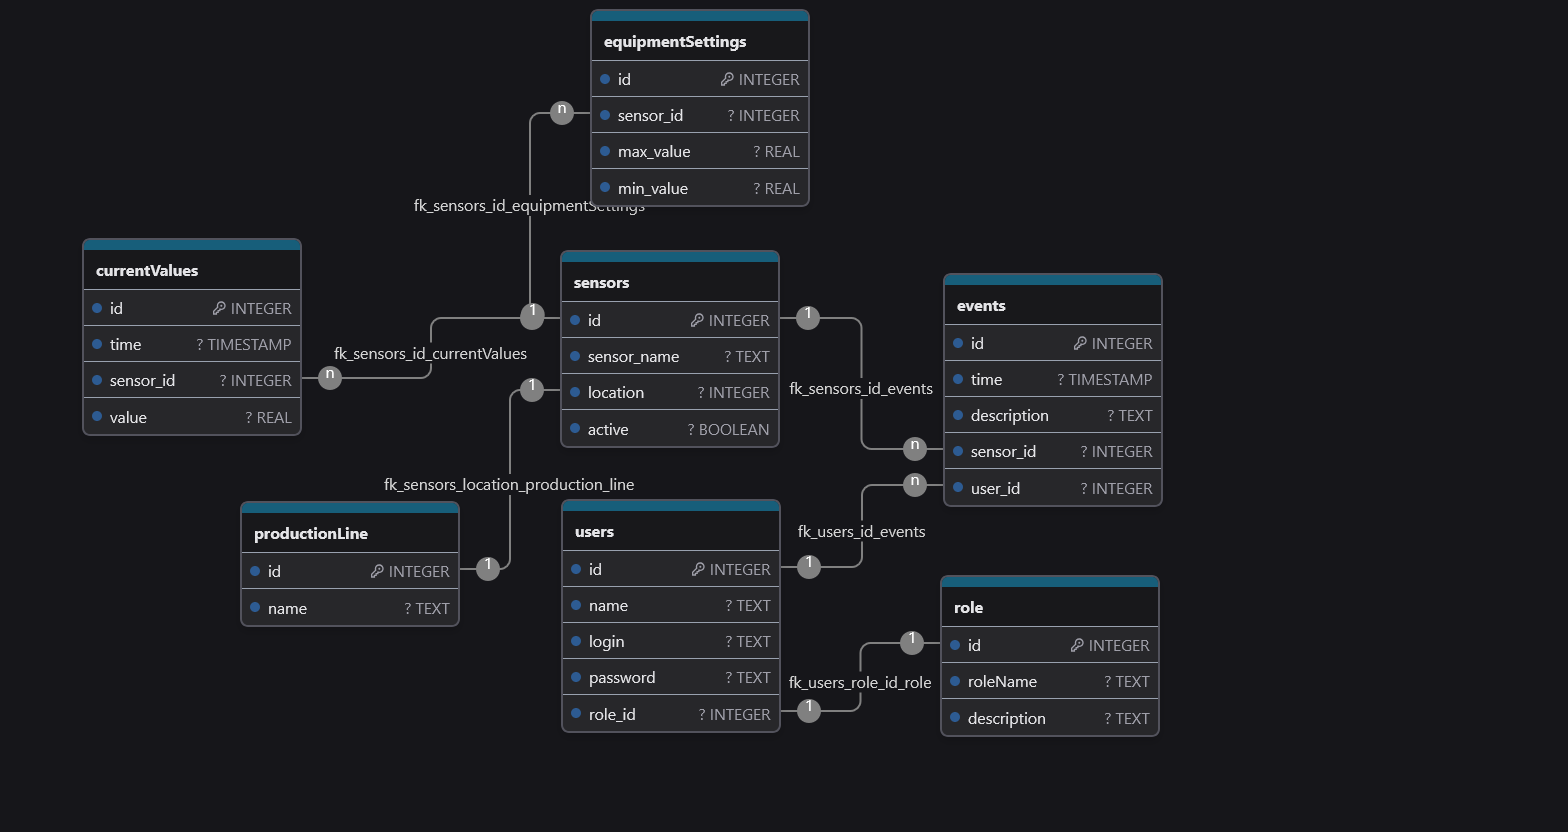 equipmentSettings
id INTEGER
sensor_id ? INTEGER
max_value ? REAL
min_value ? REAL
n
fk_sensors_id_equipmentSettings
currentValues
id INTEGER
time ? TIMESTAMP
sensor_id ? INTEGER
value ? REAL
n
fk_sensors_id_currentValues
1
sensors
id INTEGER
sensor_name ? TEXT
location ? INTEGER
active ? BOOLEAN
1
fk_sensors_id_events
n
events
id INTEGER
time ? TIMESTAMP
description ? TEXT
sensor_id ? INTEGER
user_id ? INTEGER
1
fk_sensors_location_production_line
1
productionLine
id INTEGER
name ? TEXT
users
id INTEGER
name ? TEXT
login ? TEXT
password ? TEXT
role_id ? INTEGER
n
fk_users_id_events
1
role
id INTEGER
roleName ? TEXT
description ? TEXT
1
fk_users_role_id_role
1